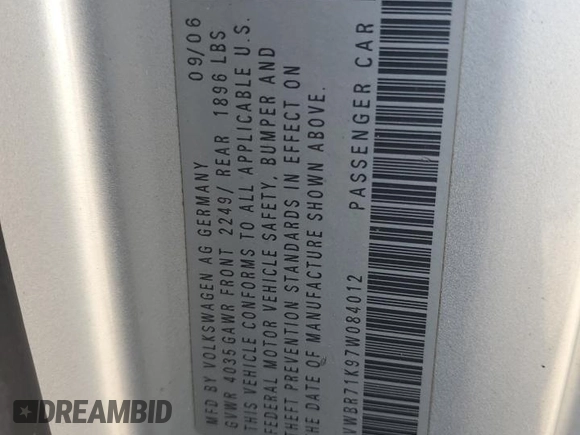 MFD BY VOLKSWAGEN AG GERMANY 09/06
GVWR 4035GAWR FRONT 2249/ REAR 1896 LBS
THIS VEHICLE CONFORMS TO ALL APPLICABLE U.S.
FEDERAL MOTOR VEHICLE SAFETY, BUMPER AND
THEFT PREVENTION STANDARDS IN EFFECT ON
THE DATE OF MANUFACTURE SHOWN ABOVE.
VWBR71K97W084012 PASSENGER CAR
DREAMBID